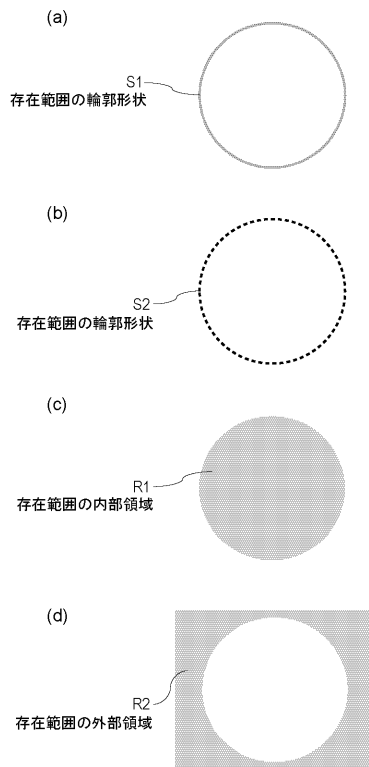 (a)
S1
存在範囲の輪郭形状
(b)
S2
存在範囲の輪郭形状
(c)
R1
存在範囲の内部領域
(d)
R2
存在範囲の外部領域